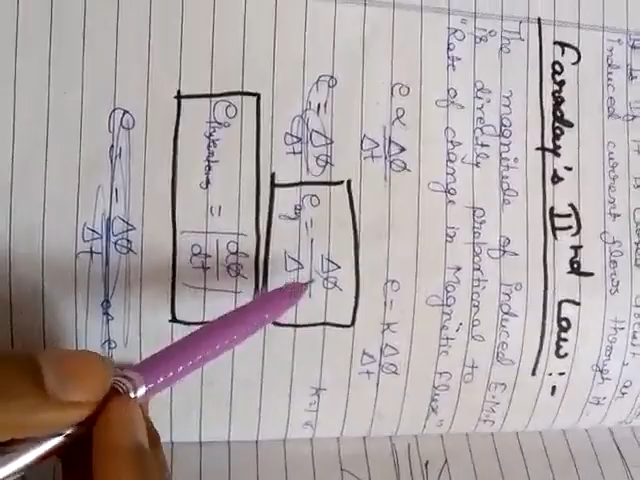 induced current flows through it.
Faraday's IInd Law :-
The magnitude of induced E.M.F
is directly proportional to
"Rate of change in Magnetic flux"
e ∝ Δφ/Δt e = K Δφ/Δt
e = Δφ/Δt e avg = Δφ/Δt
e = |dφ/dt|
e = - Δφ/Δt